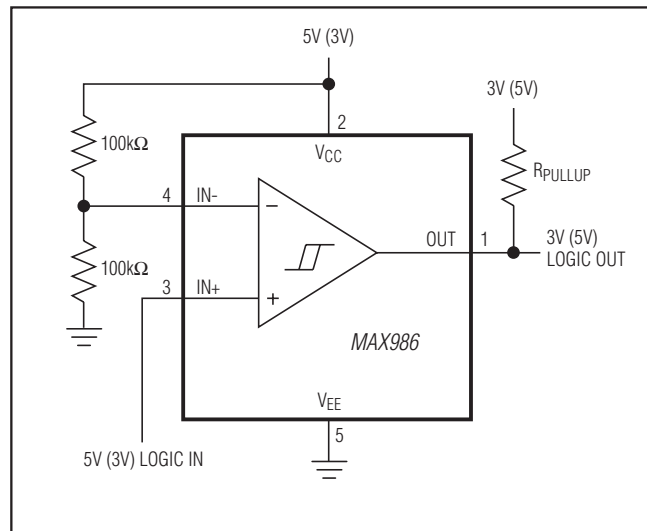 5V (3V)
3V (5V)
2
100kΩ
VCC
RPULLUP
4
IN-
−
OUT
1
3V (5V)
LOGIC OUT
100kΩ
3
IN+
+
MAX986
VEE
5
5V (3V) LOGIC IN